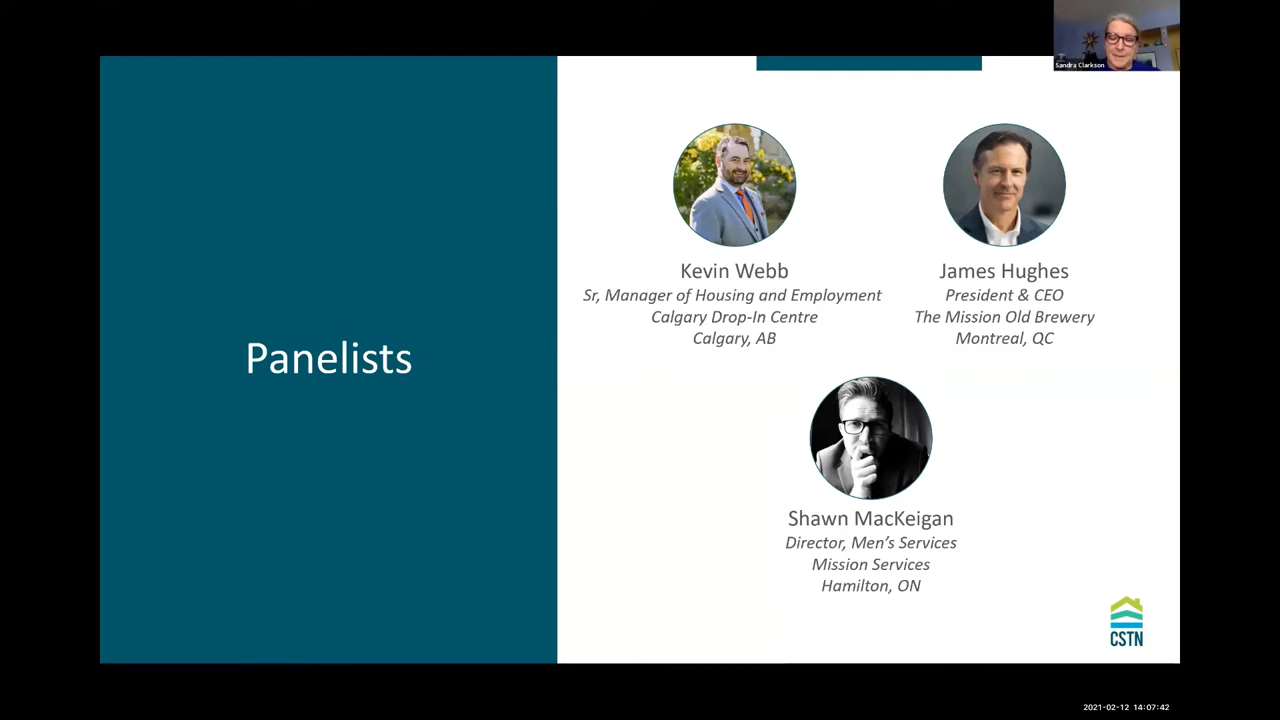 Sandra Clarkson
Panelists
Kevin Webb
Sr, Manager of Housing and Employment
Calgary Drop-In Centre
Calgary, AB
James Hughes
President & CEO
The Mission Old Brewery
Montreal, QC
Shawn MacKeigan
Director, Men’s Services
Mission Services
Hamilton, ON
CSTN
2021-02-12 14:07:42